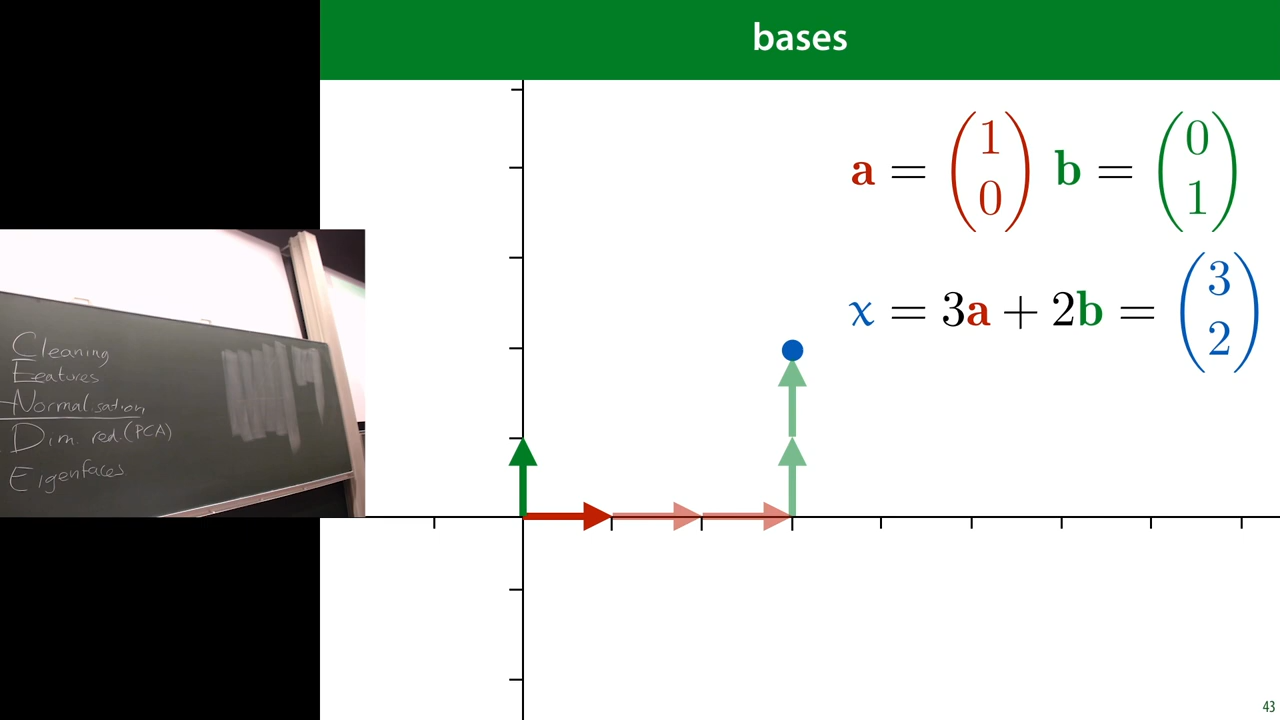 bases
a = (1 0) b = (0 1)
x = 3a + 2b = (3 2)
Cleaning
Features
Normalisation
Dim. red. (PCA)
Eigenfaces
43